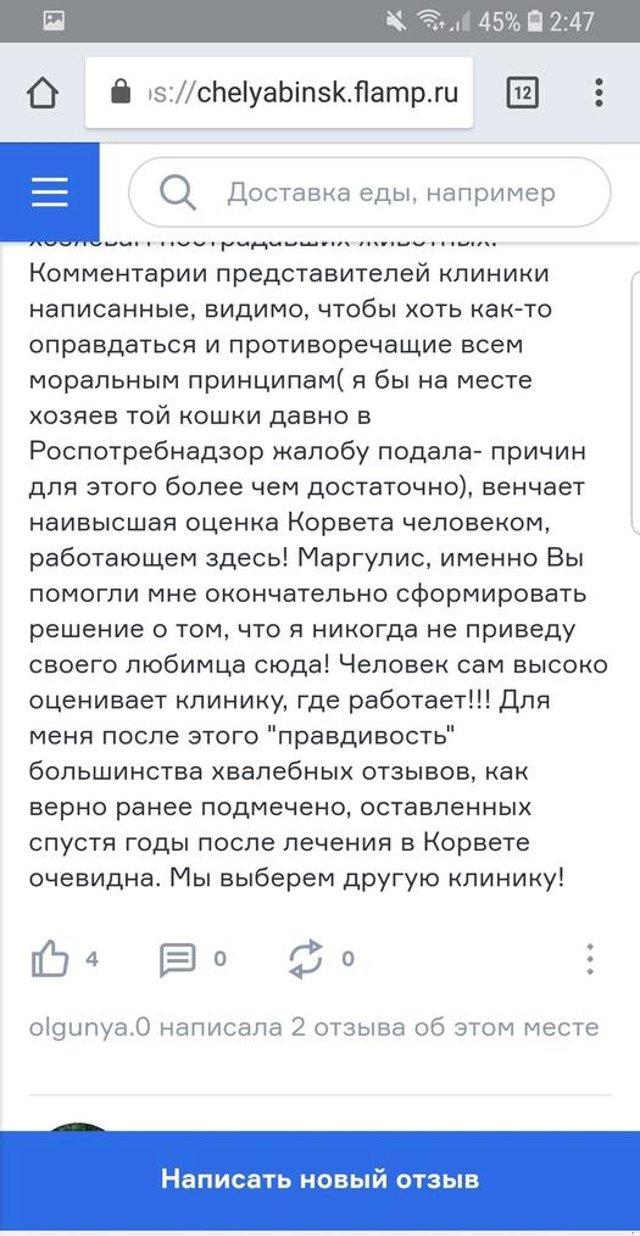 45% 2:47
s://chelyabinsk.flamp.ru 12
Доставка еды, например
Комментарии представителей клиники
написанные, видимо, чтобы хоть как-то
оправдаться и противоречащие всем
моральным принципам( я бы на месте
хозяев той кошки давно в
Роспотребнадзор жалобу подала- причин
для этого более чем достаточно), венчает
наивысшая оценка Корвета человеком,
работающем здесь! Маргулис, именно Вы
помогли мне окончательно сформировать
решение о том, что я никогда не приведу
своего любимца сюда! Человек сам высоко
оценивает клинику, где работает!!! Для
меня после этого "правдивость"
большинства хвалебных отзывов, как
верно ранее подмечено, оставленных
спустя годы после лечения в Корвете
очевидна. Мы выберем другую клинику!
4 0 0
olgunya.0 написала 2 отзыва об этом месте
Написать новый отзыв